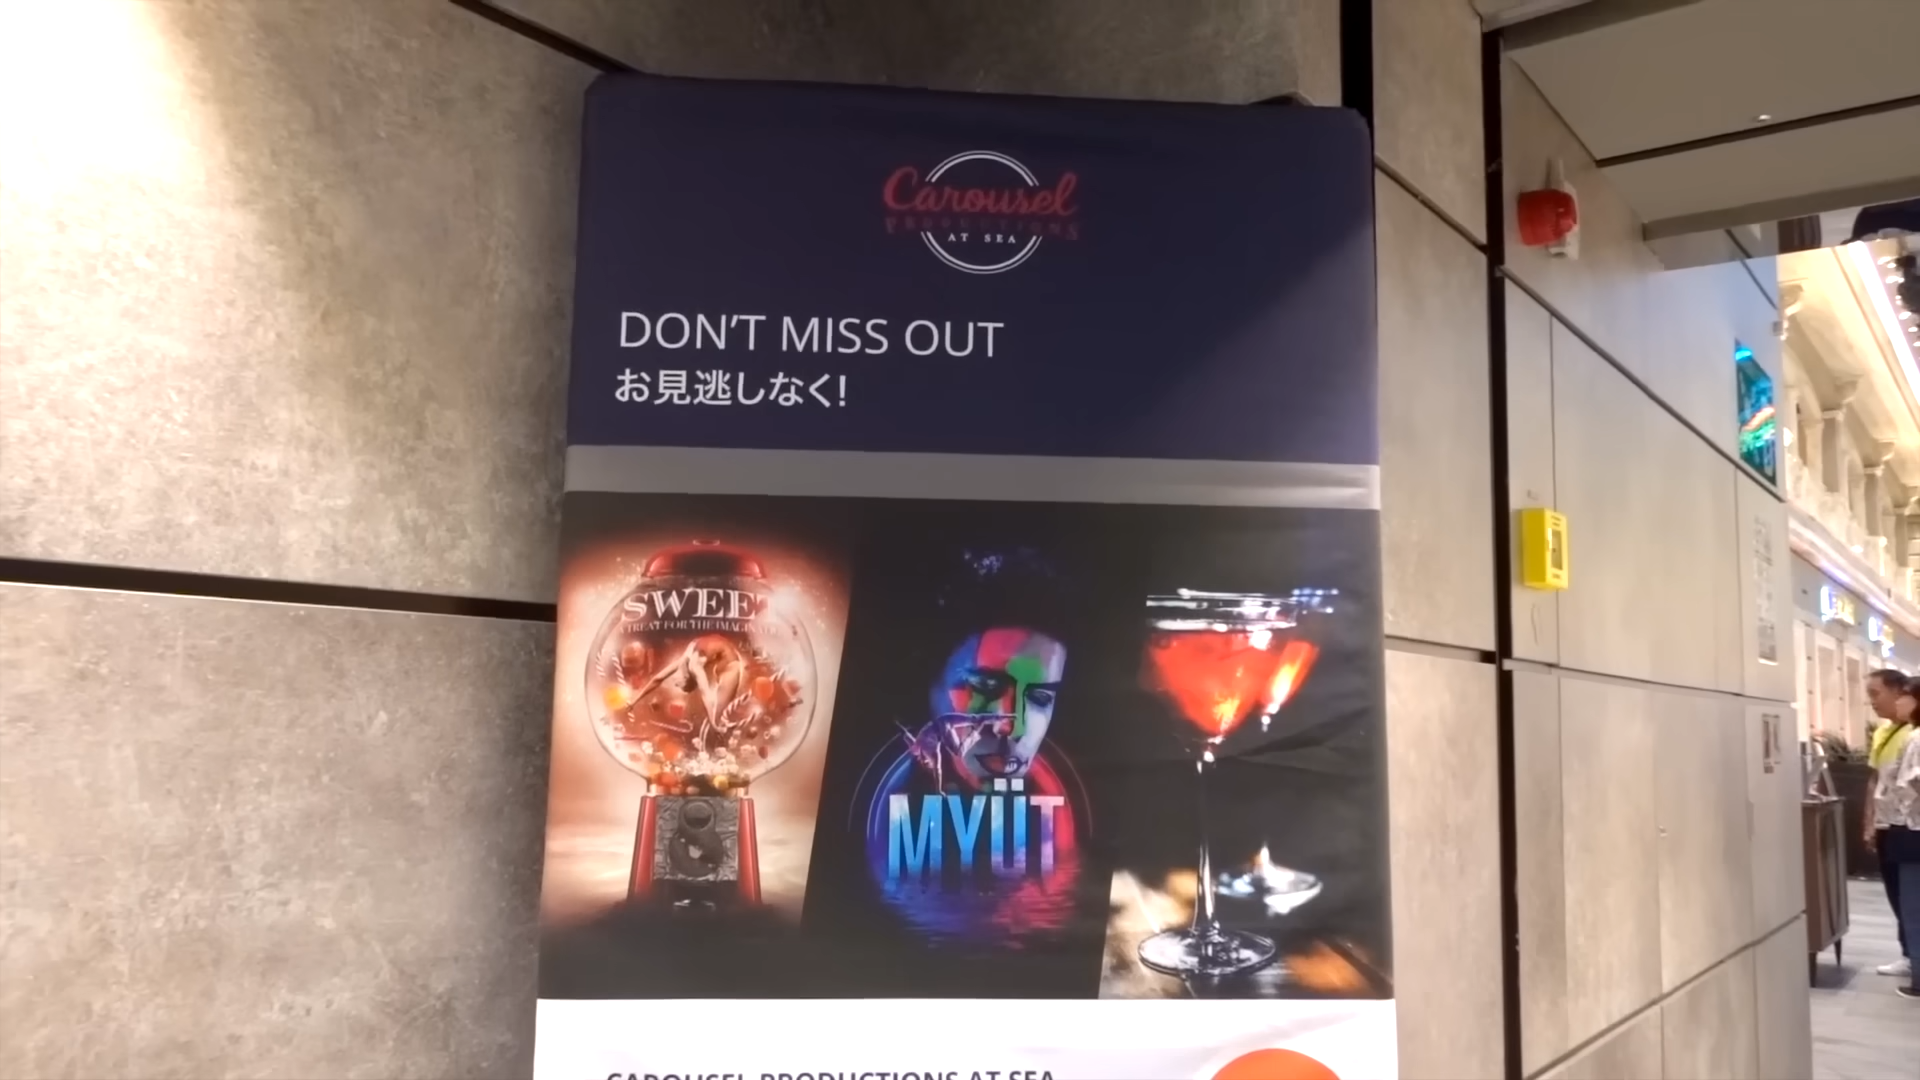 Carousel
PRODUCTIONS
AT SEA
DON'T MISS OUT
お見逃しなく!
SWEET
A TREAT FOR THE
MYÜT
CAROUSEL PRODUCTIONS AT SEA